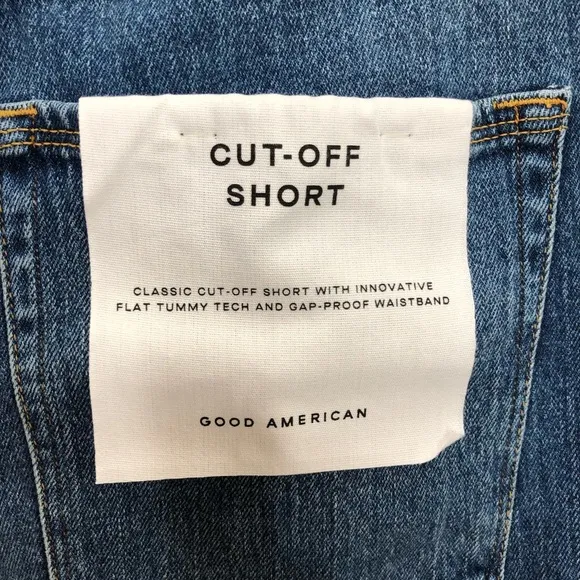 CUT-OFF
SHORT
CLASSIC CUT-OFF SHORT WITH INNOVATIVE
FLAT TUMMY TECH AND GAP-PROOF WAISTBAND
GOOD AMERICAN